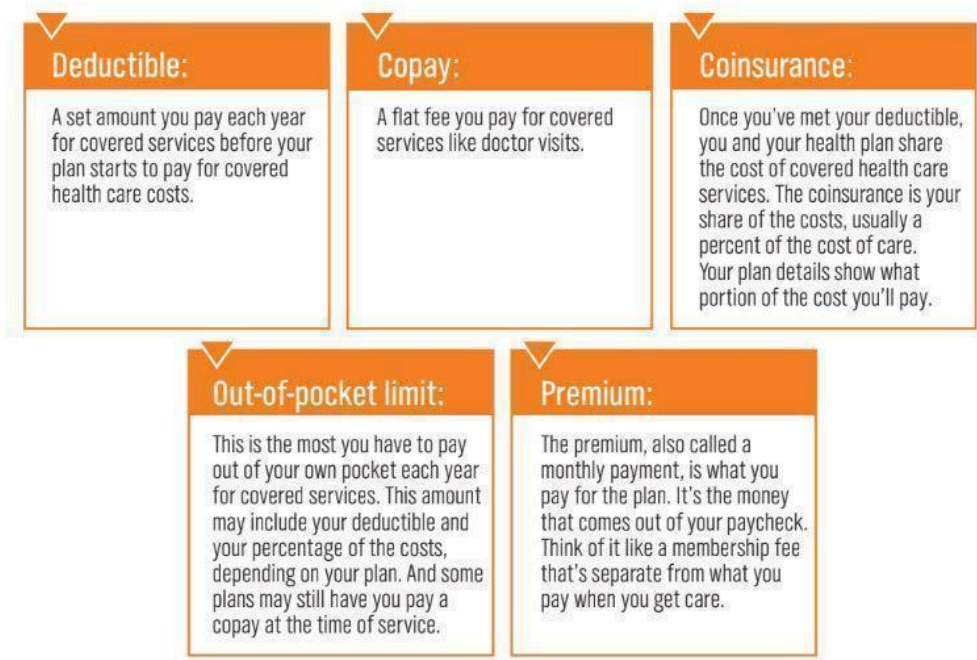 Deductible:
A set amount you pay each year
for covered services before your
plan starts to pay for covered
health care costs.
Copay:
A flat fee you pay for covered
services like doctor visits.
Coinsurance:
Once you've met your deductible,
you and your health plan share
the cost of covered health care
services. The coinsurance is your
share of the costs, usually a
percent of the cost of care.
Your plan details show what
portion of the cost you'll pay.
Out-of-pocket limit:
This is the most you have to pay
out of your own pocket each year
for covered services. This amount
may include your deductible and
your percentage of the costs,
depending on your plan. And some
plans may still have you pay a
copay at the time of service.
Premium:
The premium, also called a
monthly payment, is what you
pay for the plan. It's the money
that comes out of your paycheck.
Think of it like a membership fee
that's separate from what you
pay when you get care.